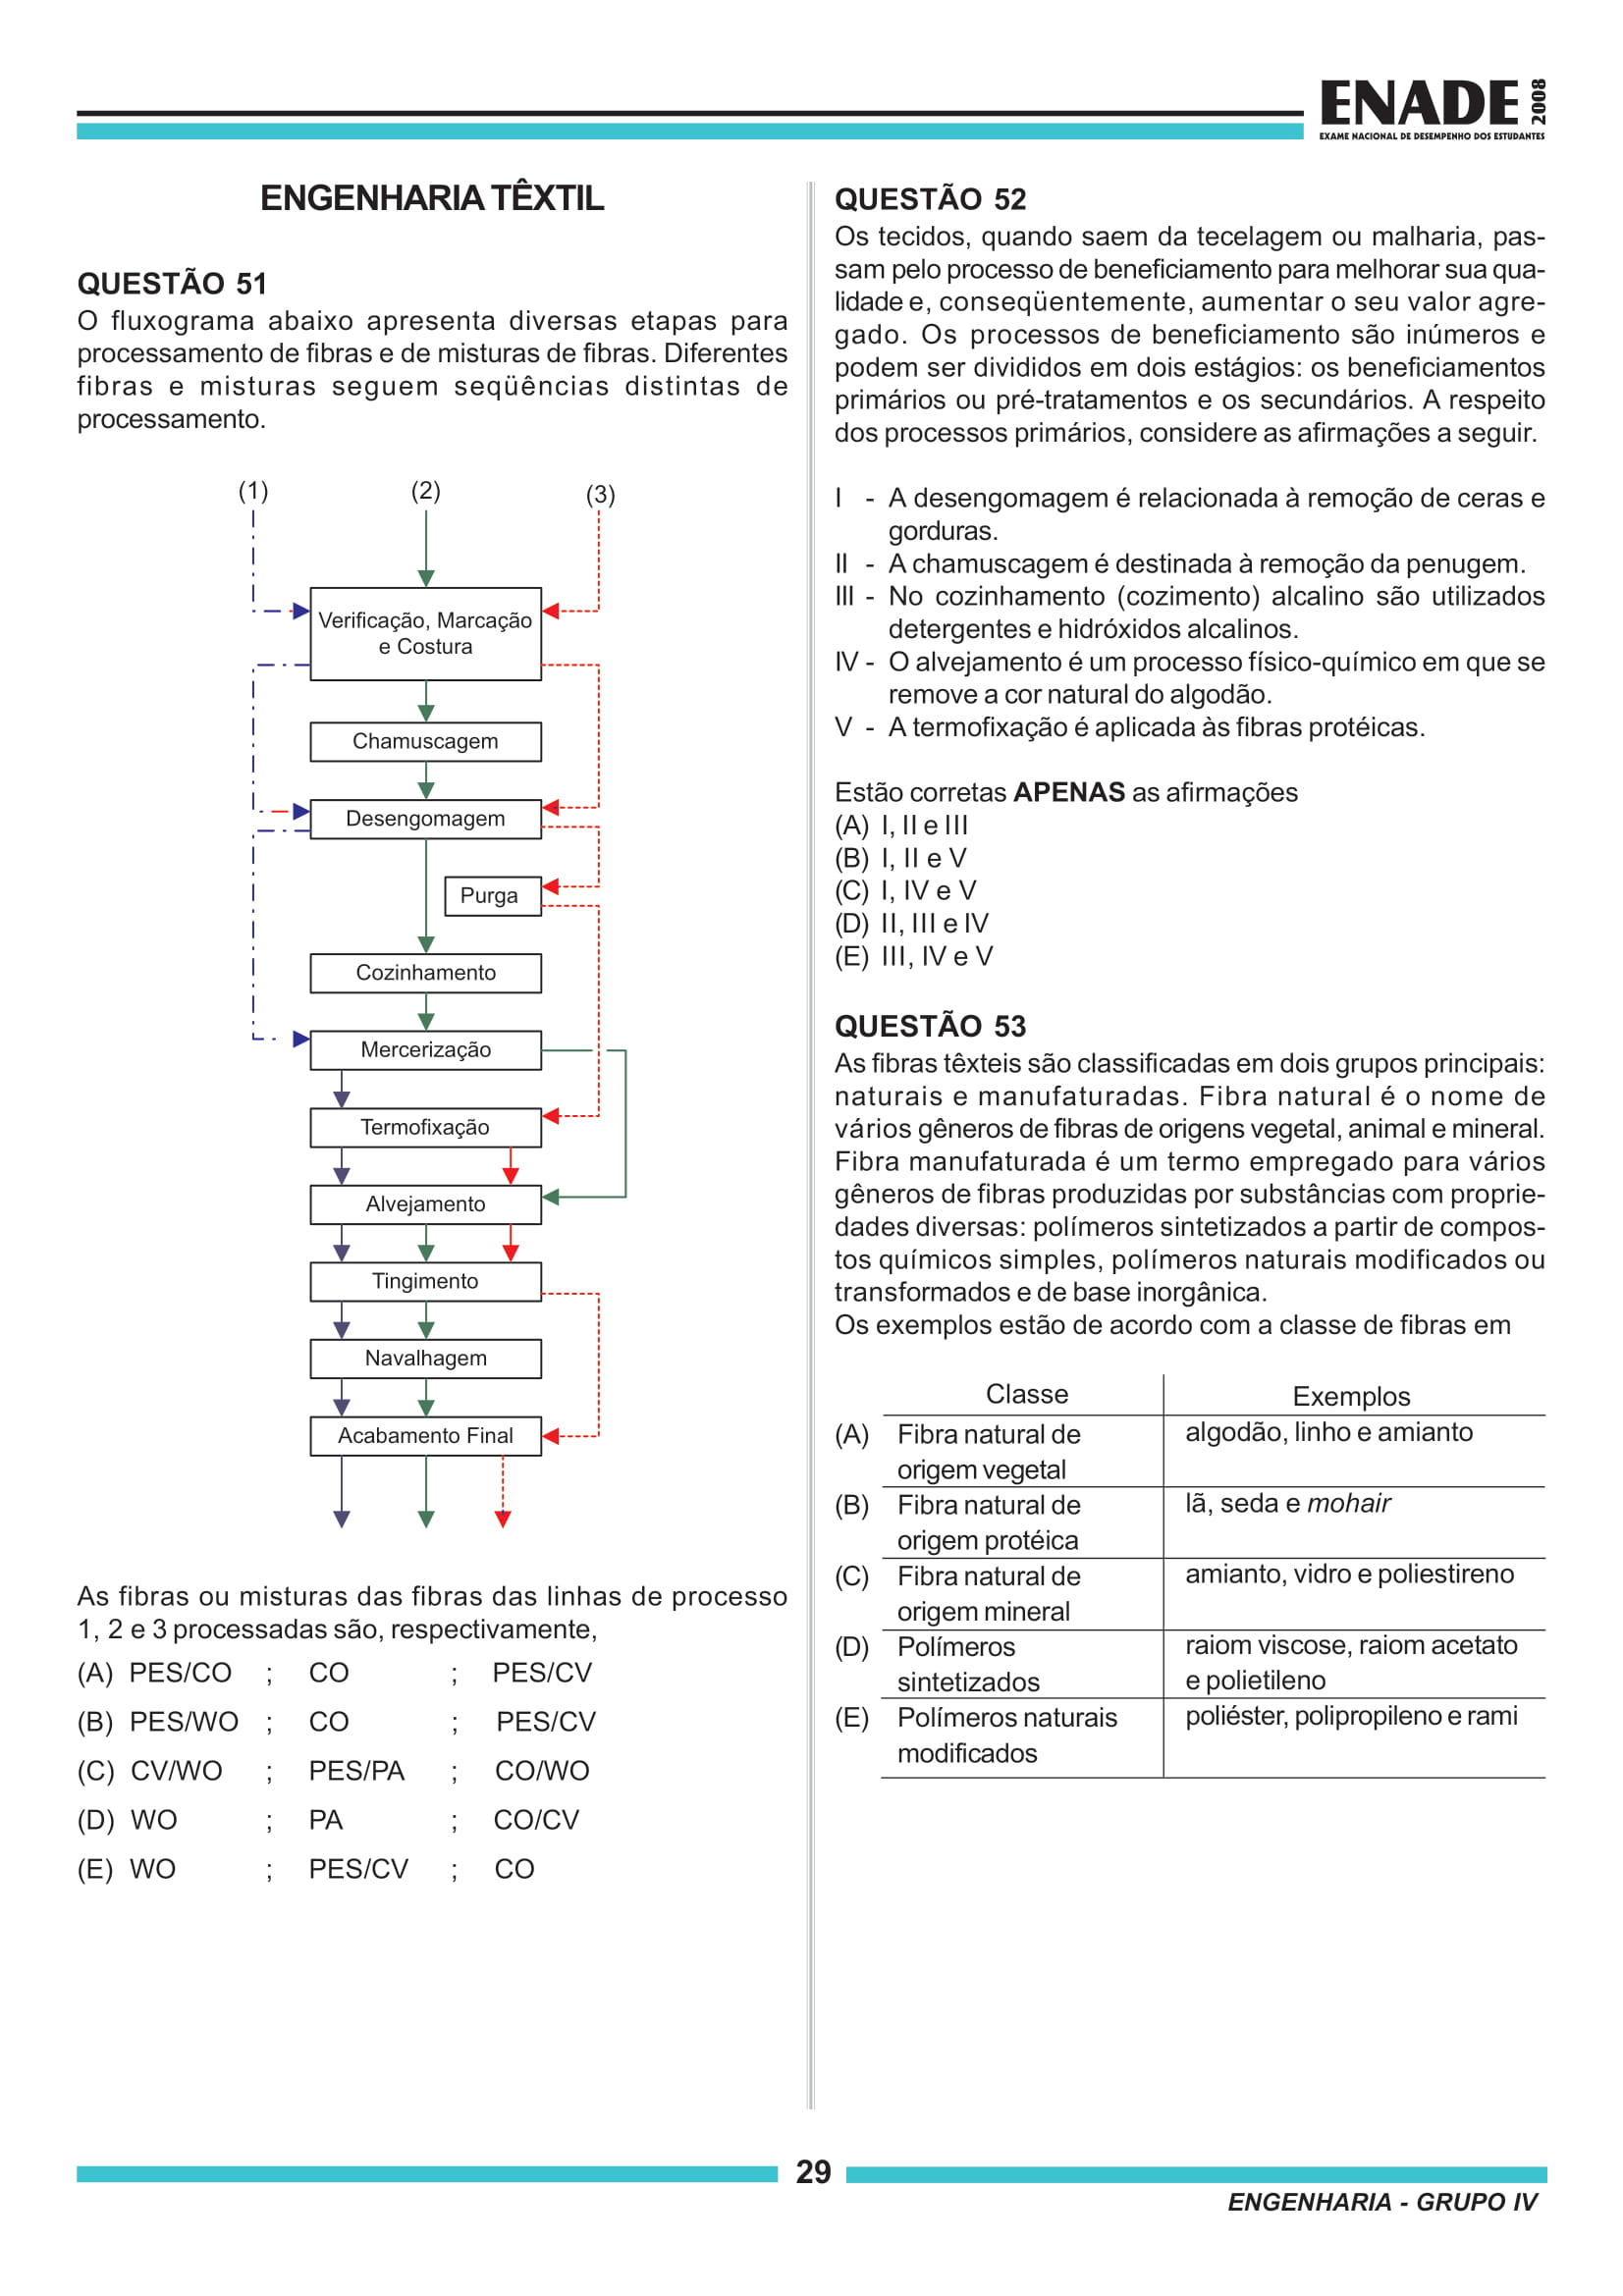 ENADE 2008
EXAME NACIONAL DE DESEMPENHO DOS ESTUDANTES
ENGENHARIA TÊXTIL
QUESTÃO 51
O fluxograma abaixo apresenta diversas etapas para
processamento de fibras e de misturas de fibras. Diferentes
fibras e misturas seguem seqüências distintas de
processamento.
(1) (2) (3)
Verificação, Marcação
e Costura
Chamuscagem
Desengomagem
Purga
Cozinhamento
Mercerização
Termofixação
Alvejamento
Tingimento
Navalhagem
Acabamento Final
As fibras ou misturas das fibras das linhas de processo
1, 2 e 3 processadas são, respectivamente,
(A) PES/CO ; CO ; PES/CV
(B) PES/WO ; CO ; PES/CV
(C) CV/WO ; PES/PA ; CO/WO
(D) WO ; PA ; CO/CV
(E) WO ; PES/CV ; CO
QUESTÃO 52
Os tecidos, quando saem da tecelagem ou malharia, pas-
sam pelo processo de beneficiamento para melhorar sua qua-
lidade e, conseqüentemente, aumentar o seu valor agre-
gado. Os processos de beneficiamento são inúmeros e
podem ser divididos em dois estágios: os beneficiamentos
primários ou pré-tratamentos e os secundários. A respeito
dos processos primários, considere as afirmações a seguir.
I - A desengomagem é relacionada à remoção de ceras e
gorduras.
II - A chamuscagem é destinada à remoção da penugem.
III - No cozinhamento (cozimento) alcalino são utilizados
detergentes e hidróxidos alcalinos.
IV - O alvejamento é um processo físico-químico em que se
remove a cor natural do algodão.
V - A termofixação é aplicada às fibras protéicas.
Estão corretas APENAS as afirmações
(A) I, II e III
(B) I, II e V
(C) I, IV e V
(D) II, III e IV
(E) III, IV e V
QUESTÃO 53
As fibras têxteis são classificadas em dois grupos principais:
naturais e manufaturadas. Fibra natural é o nome de
vários gêneros de fibras de origens vegetal, animal e mineral.
Fibra manufaturada é um termo empregado para vários
gêneros de fibras produzidas por substâncias com proprie-
dades diversas: polímeros sintetizados a partir de compos-
tos químicos simples, polímeros naturais modificados ou
transformados e de base inorgânica.
Os exemplos estão de acordo com a classe de fibras em
Classe Exemplos
(A) Fibra natural de algodão, linho e amianto
origem vegetal
(B) Fibra natural de lã, seda e mohair
origem protéica
(C) Fibra natural de amianto, vidro e poliestireno
origem mineral
(D) Polímeros raiom viscose, raiom acetato
sintetizados e polietileno
(E) Polímeros naturais poliéster, polipropileno e rami
modificados
29
ENGENHARIA - GRUPO IV